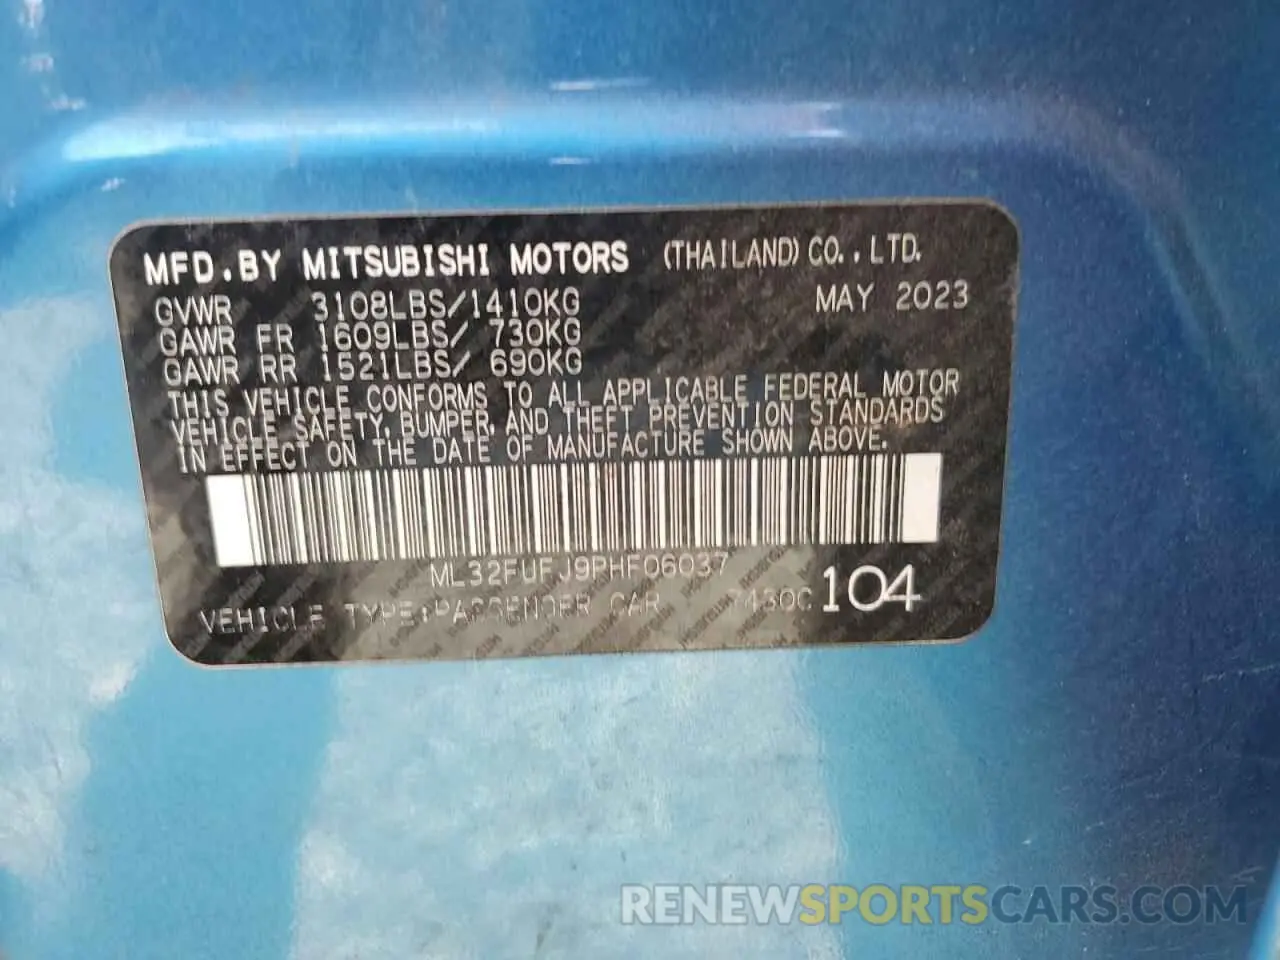 MFD.BY MITSUBISHI MOTORS (THAILAND) CO.,LTD.
GVWR 3108LBS/1410KG MAY 2023
GAWR FR 1609LBS/ 730KG
GAWR RR 1521LBS/ 690KG
THIS VEHICLE CONFORMS TO ALL APPLICABLE FEDERAL MOTOR
VEHICLE SAFETY, BUMPER, AND THEFT PREVENTION STANDARDS
IN EFFECT ON THE DATE OF MANUFACTURE SHOWN ABOVE.
ML32FUFJ9PHF06037
VEHICLE TYPE:PASSENGER CAR 7430C 104
RENEWSPORTSCARS.COM